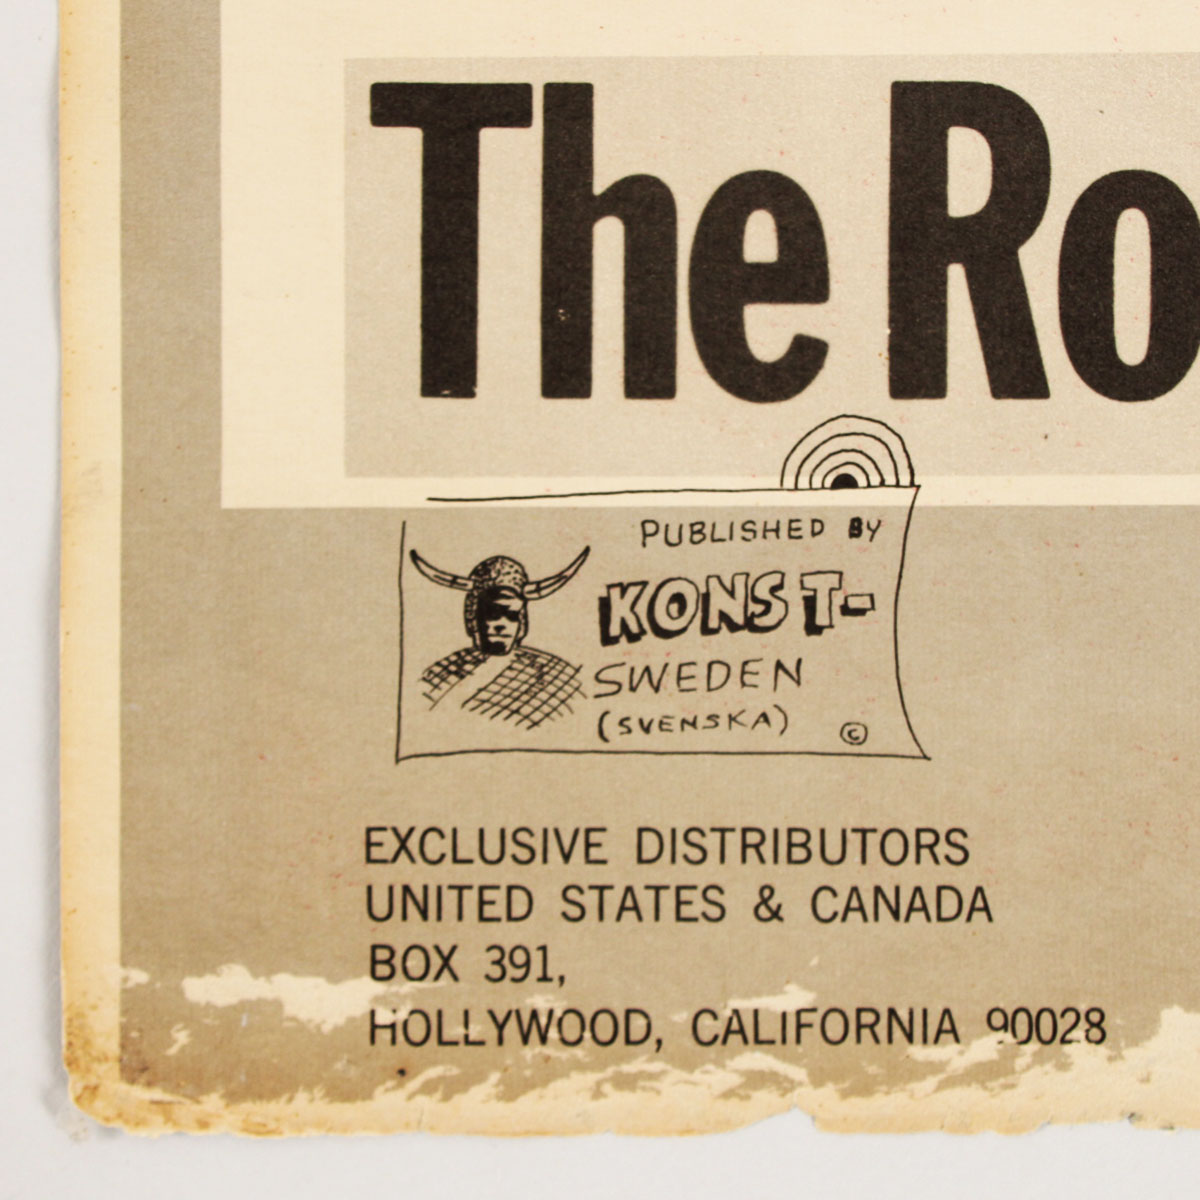 The Ro
PUBLISHED BY
KONST-
SWEDEN
(SVENSKA) ©
EXCLUSIVE DISTRIBUTORS
UNITED STATES & CANADA
BOX 391,
HOLLYWOOD, CALIFORNIA 90028